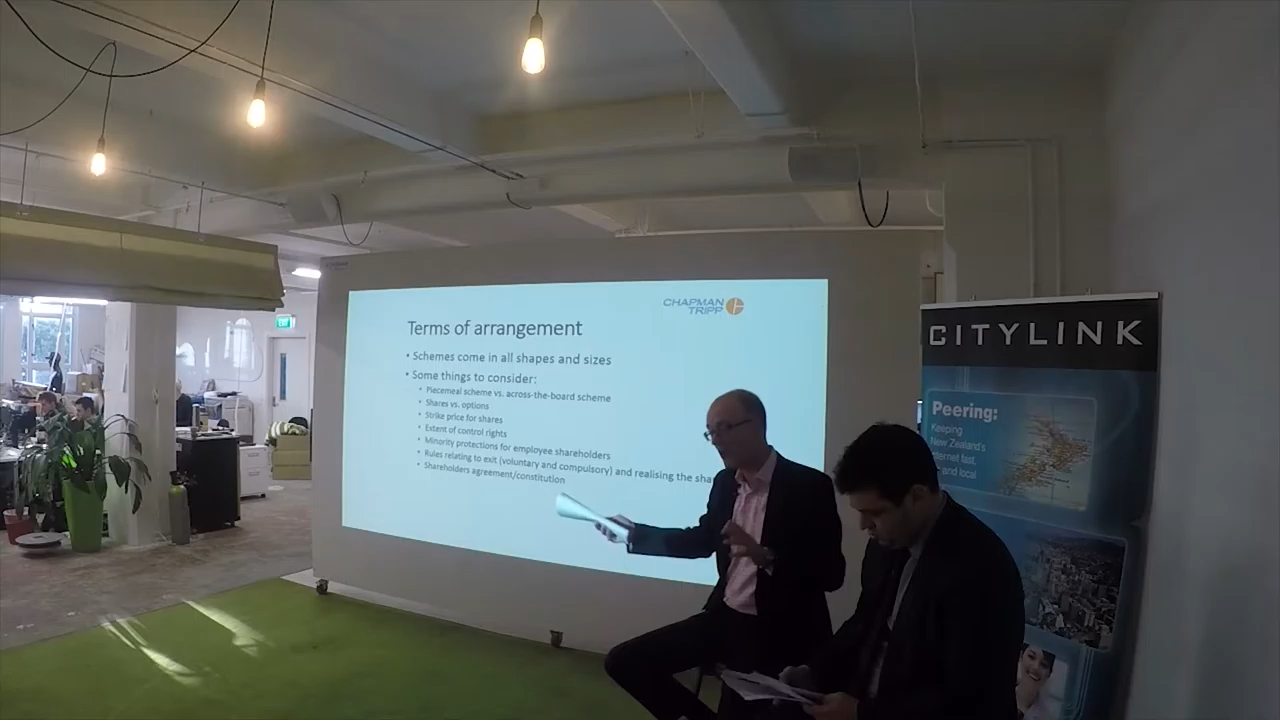 CHAPMAN
TRIPP
Terms of arrangement
• Schemes come in all shapes and sizes
• Some things to consider:
• Piecemeal scheme vs. across-the-board scheme
• Shares vs. options
• Strike price for shares
• Extent of control rights
• Minority protections for employee shareholders
• Rules relating to exit (voluntary and compulsory) and realising the sha
• Shareholders agreement/constitution
CITYLINK
Peering:
Keeping
New Zealand's
nternet fast,
and local
EXIT